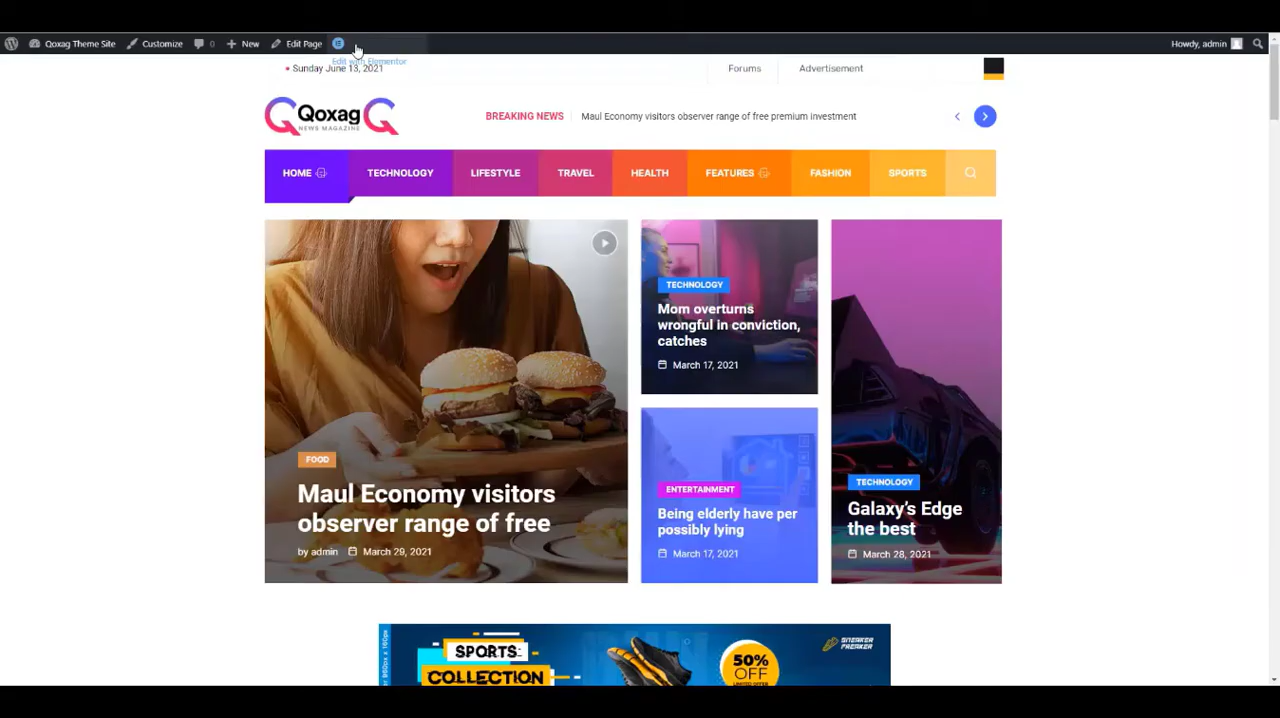 Qoxag Theme Site Customize 0 New Edit Page Howdy, admin
Edit with Elementor
Sunday June 13, 2021 Forums Advertisement
Qoxag
NEWS MAGAZINE
BREAKING NEWS Maul Economy visitors observer range of free premium investment
HOME TECHNOLOGY LIFESTYLE TRAVEL HEALTH FEATURES FASHION SPORTS
FOOD
Maul Economy visitors
observer range of free
by admin March 29, 2021
TECHNOLOGY
Mom overturns
wrongful in conviction,
catches
March 17, 2021
ENTERTAINMENT
Being elderly have per
possibly lying
March 17, 2021
TECHNOLOGY
Galaxy's Edge
the best
March 28, 2021
SPORTS
COLLECTION
50%
OFF
LIMITED OFFER
SNEAKER
FREAKER